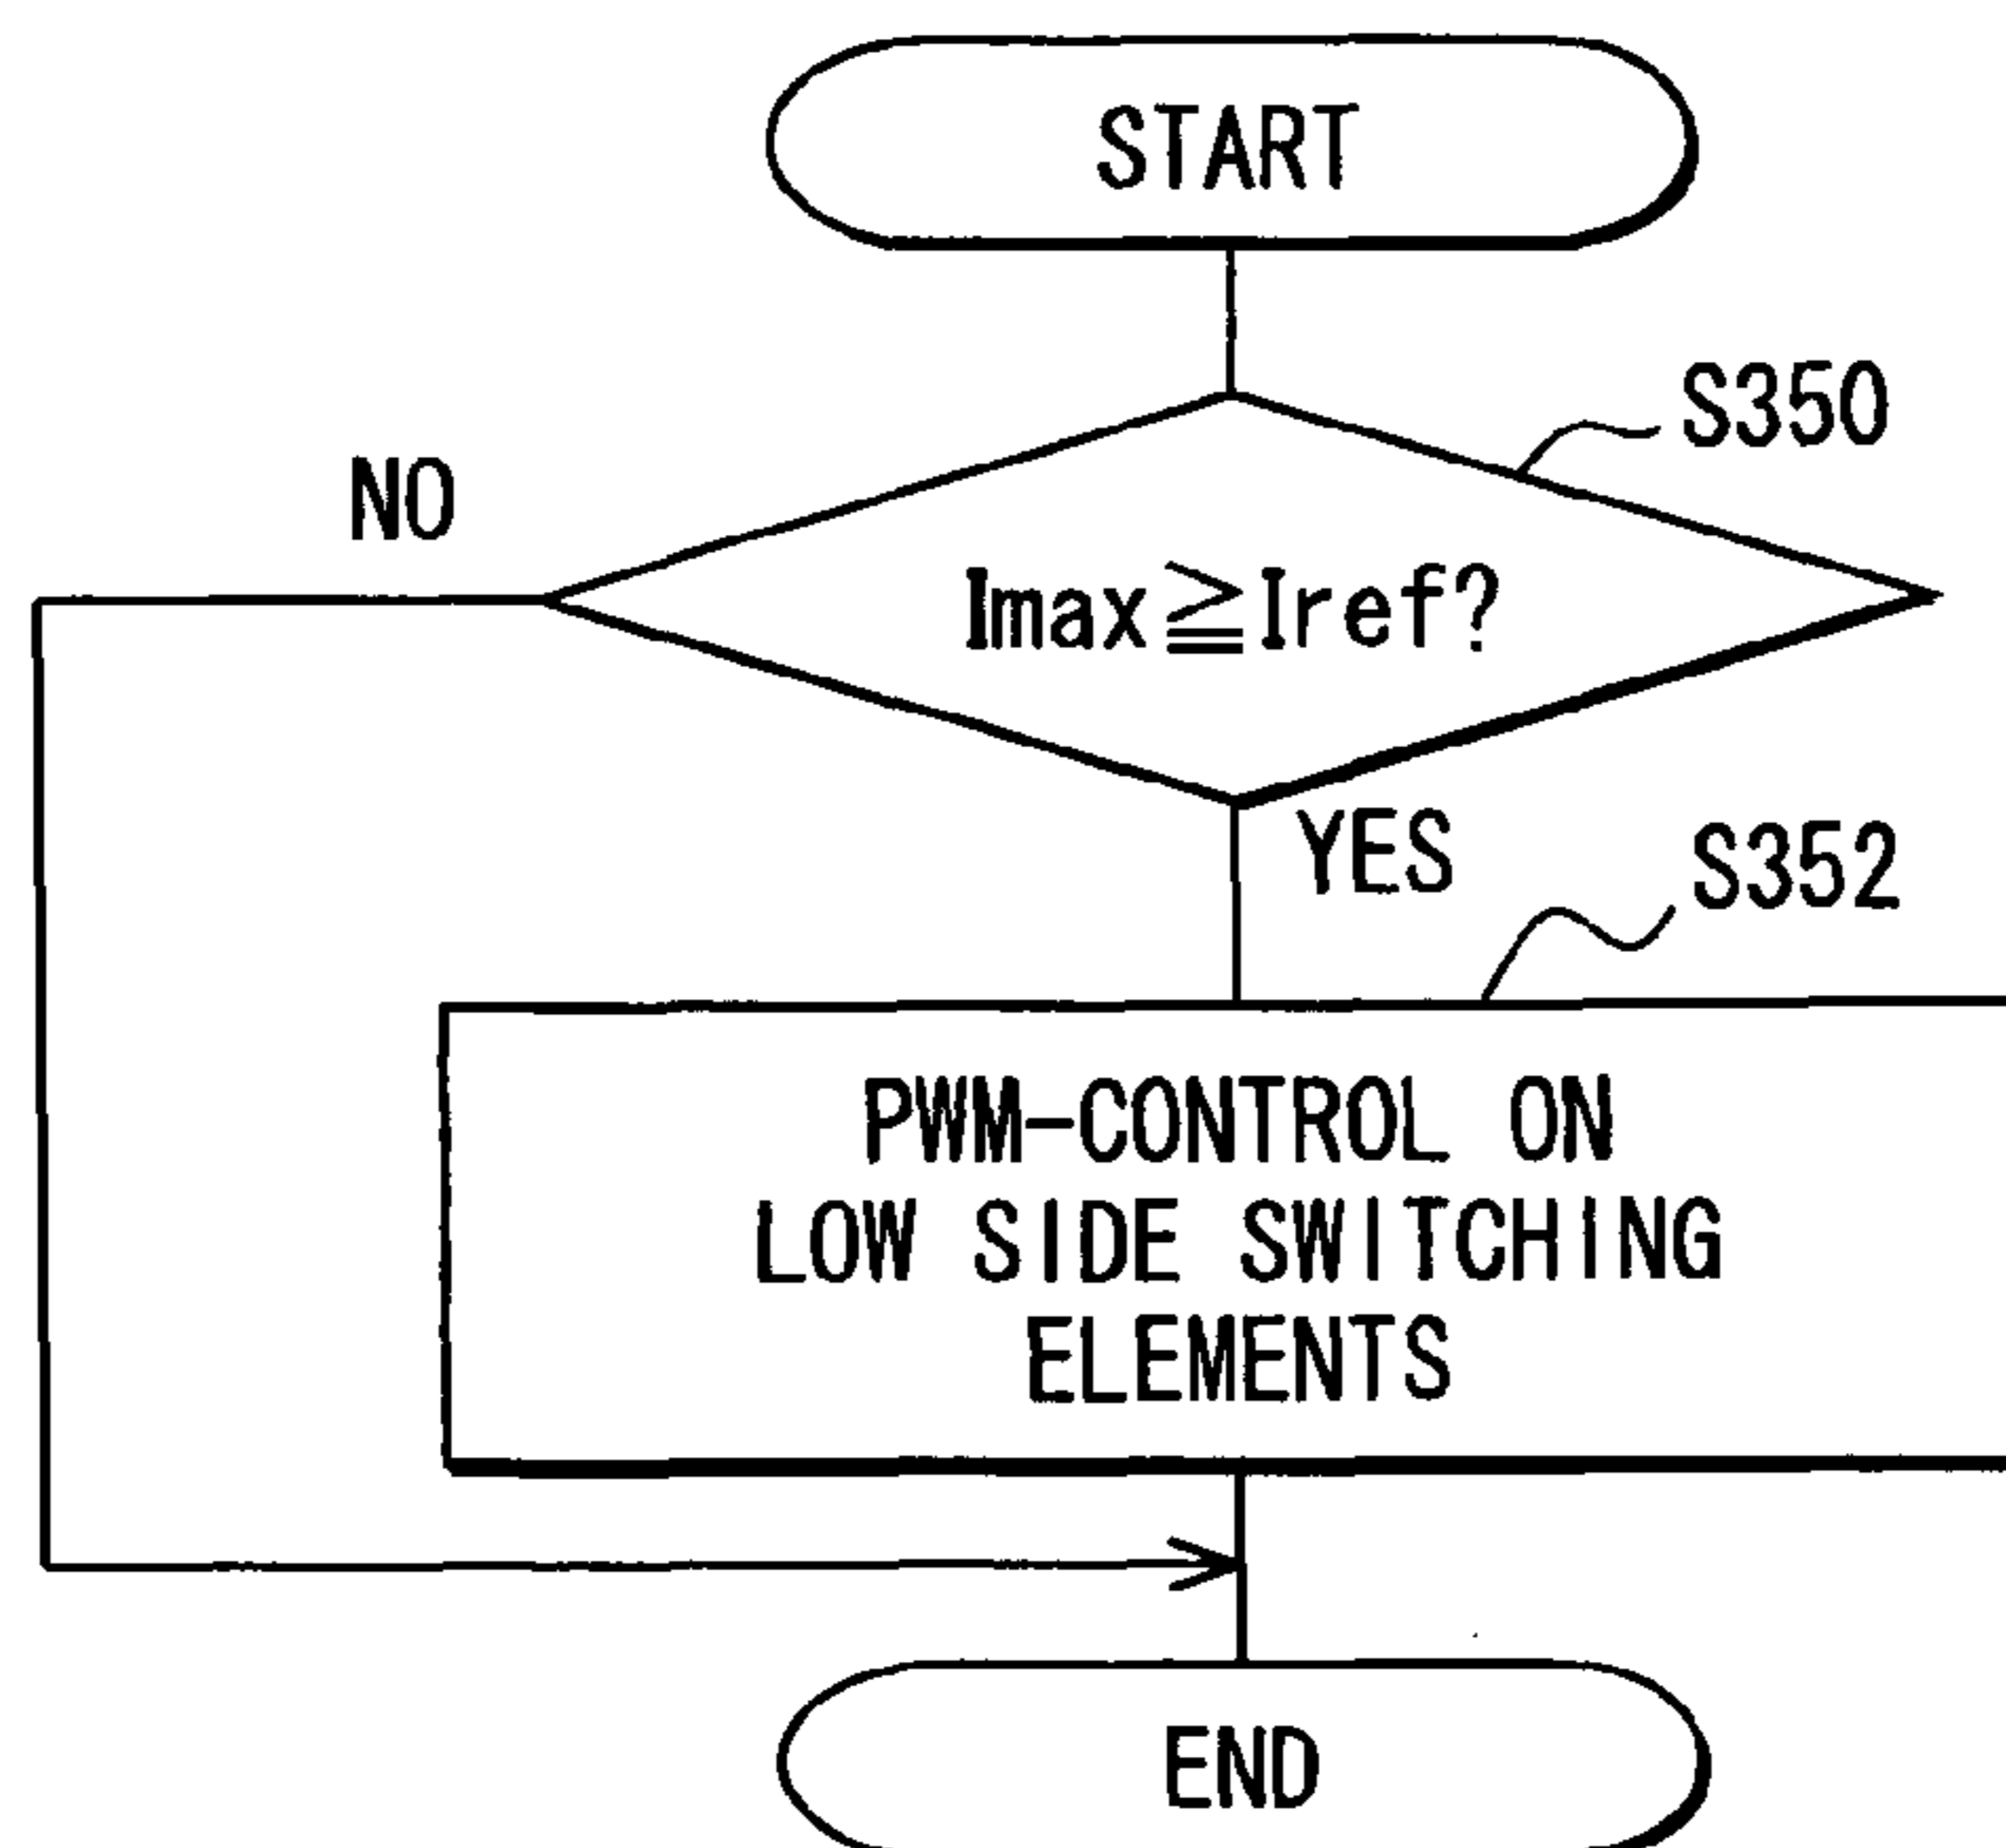 START
S350
NO
Imax≧Iref?
YES
S352
PWM-CONTROL ON
LOW SIDE SWITCHING
ELEMENTS
END